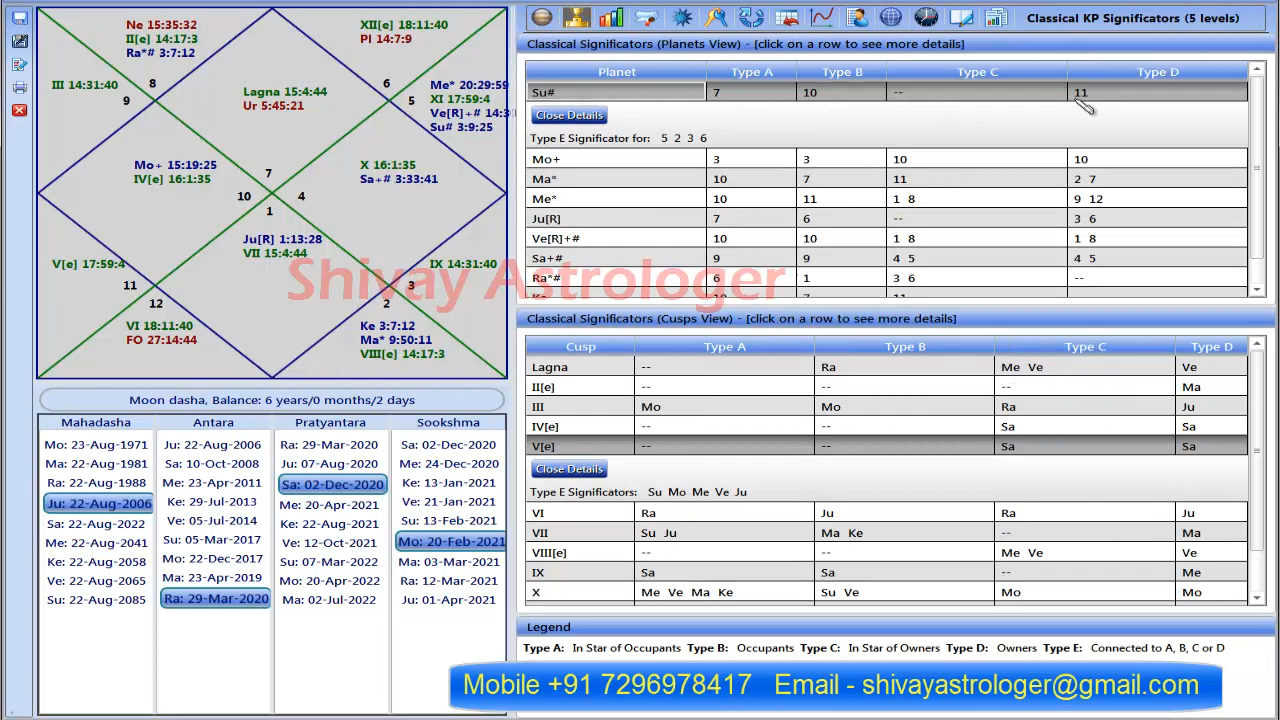 Classical KP Significators (5 levels)
Ne 15:35:32
II[e] 14:17:3
Ra*# 3:7:12
XII[e] 18:11:40
Pl 14:7:9
III 14:31:40
8
9
Lagna 15:4:44
Ur 5:45:21
6
5
Me* 20:29:59
XI 17:59:4
Ve[R]+# 14:3
Su# 3:9:25
Mo+ 15:19:25
IV[e] 16:1:35
X 16:1:35
Sa+# 3:33:41
7
10
4
1
Ju[R] 1:13:28
VII 15:4:44
V[e] 17:59:4
IX 14:31:40
11
3
12
2
VI 18:11:40
FO 27:14:44
Ke 3:7:12
Ma* 9:50:11
VIII[e] 14:17:3
Shivay Astrologer
Moon dasha, Balance: 6 years/0 months/2 days
Mahadasha Antara Pratyantara Sookshma
Mo: 23-Aug-1971 Ju: 22-Aug-2006 Ra: 29-Mar-2020 Sa: 02-Dec-2020
Ma: 22-Aug-1981 Sa: 10-Oct-2008 Ju: 07-Aug-2020 Me: 24-Dec-2020
Ra: 22-Aug-1988 Me: 23-Apr-2011 Sa: 02-Dec-2020 Ke: 13-Jan-2021
Ju: 22-Aug-2006 Ke: 29-Jul-2013 Me: 20-Apr-2021 Ve: 21-Jan-2021
Sa: 22-Aug-2022 Ve: 05-Jul-2014 Ke: 22-Aug-2021 Su: 13-Feb-2021
Me: 22-Aug-2041 Su: 05-Mar-2017 Ve: 12-Oct-2021 Mo: 20-Feb-2021
Ke: 22-Aug-2058 Mo: 22-Dec-2017 Su: 07-Mar-2022 Ma: 03-Mar-2021
Ve: 22-Aug-2065 Ma: 23-Apr-2019 Mo: 20-Apr-2022 Ra: 12-Mar-2021
Su: 22-Aug-2085 Ra: 29-Mar-2020 Ma: 02-Jul-2022 Ju: 01-Apr-2021
Classical Significators (Planets View) - [click on a row to see more details]
Planet Type A Type B Type C Type D
Su# 7 10 -- 11
Close Details
Type E Significator for: 5 2 3 6
Mo+ 3 3 10 10
Ma* 10 7 11 2 7
Me* 10 11 1 8 9 12
Ju[R] 7 6 -- 3 6
Ve[R]+# 10 10 1 8 1 8
Sa+# 9 9 4 5 4 5
Ra*# 6 1 3 6 --
Classical Significators (Cusps View) - [click on a row to see more details]
Cusp Type A Type B Type C Type D
Lagna -- Ra Me Ve Ve
II[e] -- -- -- Ma
III Mo Mo Ra Ju
IV[e] -- -- Sa Sa
V[e] -- -- Sa Sa
Close Details
Type E Significators: Su Mo Me Ve Ju
VI Ra Ju Ra Ju
VII Su Ju Ma Ke -- Ma
VIII[e] -- -- Me Ve Ve
IX Sa Sa -- Me
X Me Ve Ma Ke Su Ve Mo Mo
Legend
Type A: In Star of Occupants Type B: Occupants Type C: In Star of Owners Type D: Owners Type E: Connected to A, B, C or D
Mobile +91 7296978417 Email - shivayastrologer@gmail.com